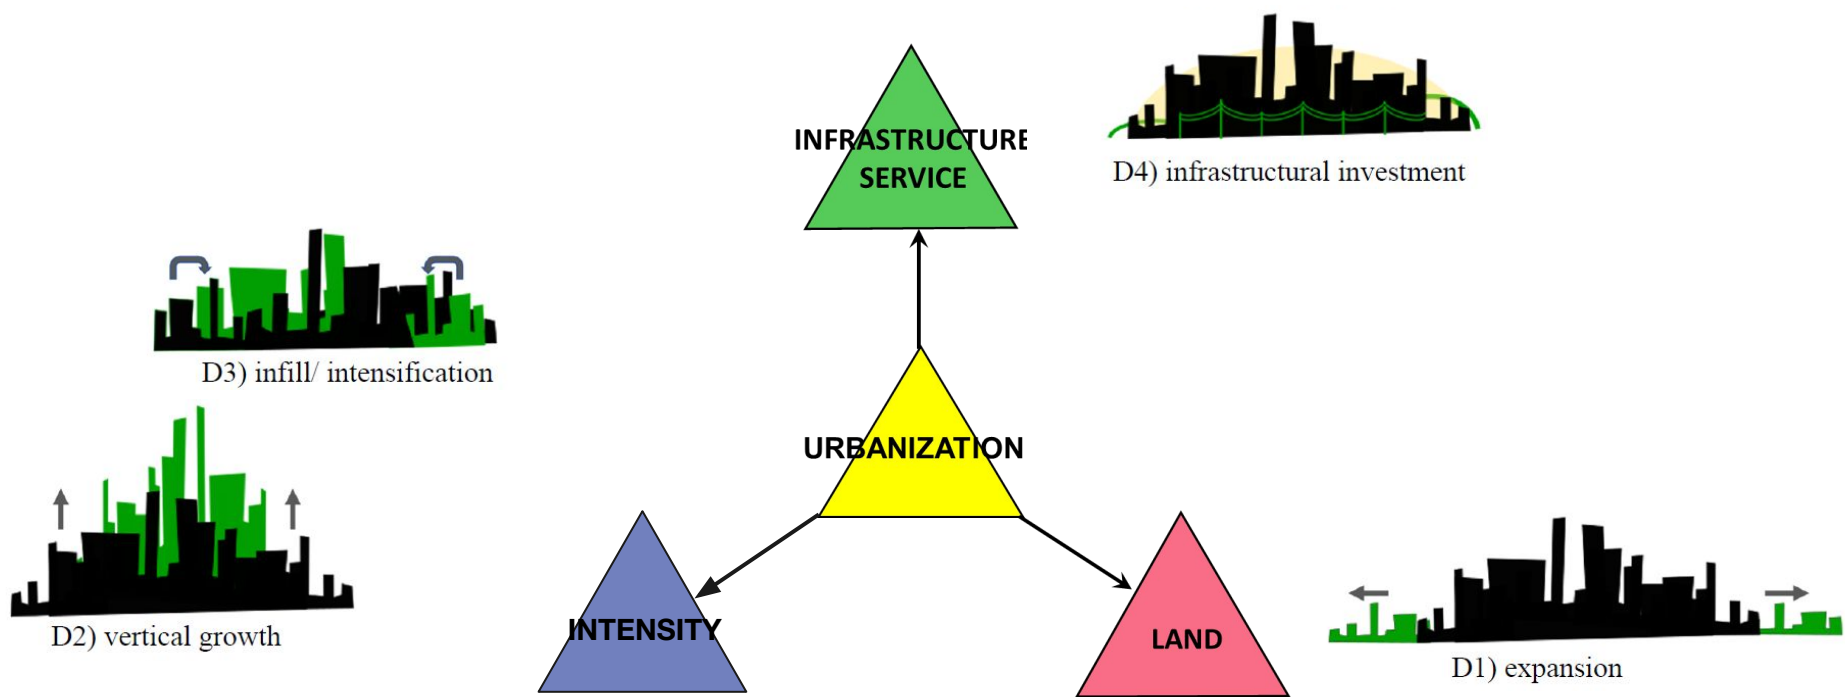 INFRASTRUCTURE
SERVICE
D4) infrastructural investment
D3) infill/ intensification
URBANIZATION
D2) vertical growth
INTENSITY
LAND
D1) expansion